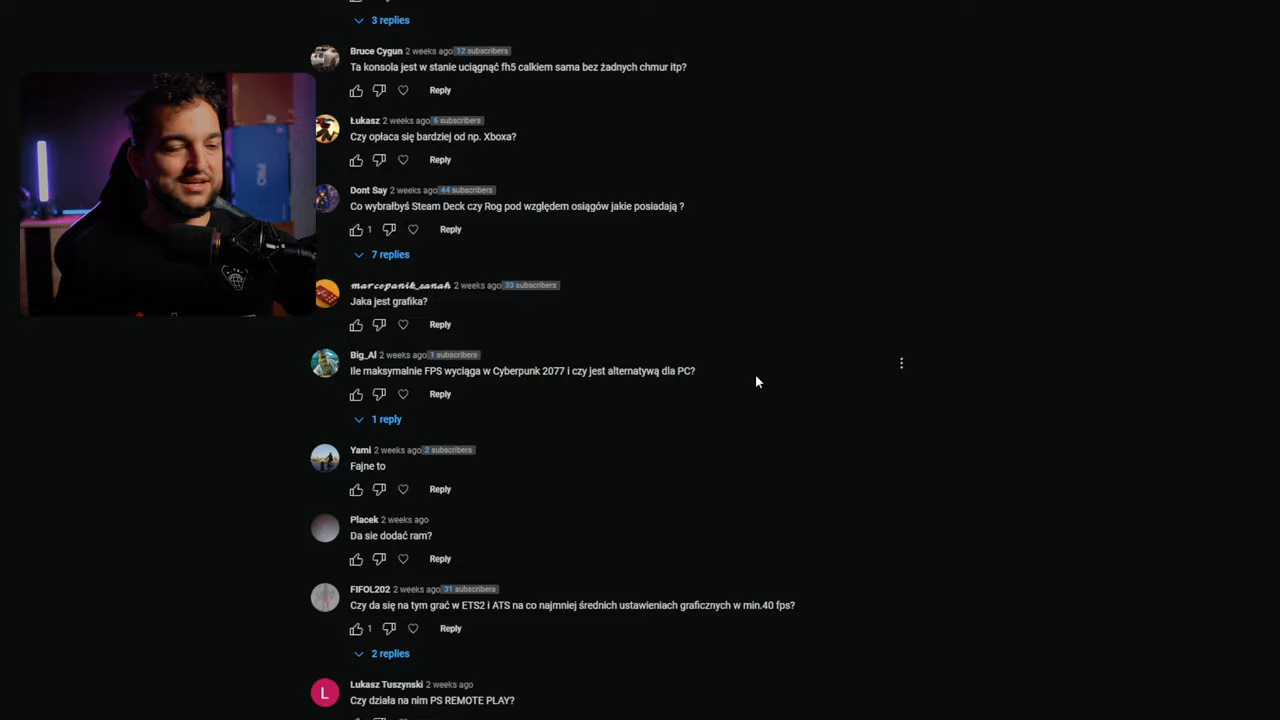 3 replies
Bruce Cygun 2 weeks ago 12 subscribers
Ta konsola jest w stanie uciągnąć fh5 calkiem sama bez żadnych chmur itp?
Reply
Łukasz 2 weeks ago 6 subscribers
Czy opłaca się bardziej od np. Xboxa?
Reply
Dont Say 2 weeks ago 44 subscribers
Co wybrałbyś Steam Deck czy Rog pod względem osiągów jakie posiadają ?
1 Reply
7 replies
𝓶𝓪𝓻𝓬𝓮𝓹𝓪𝓷𝓲𝓴_𝔃𝓪𝓷𝓪𝓱 2 weeks ago 33 subscribers
Jaka jest grafika?
Reply
Big_Al 2 weeks ago 1 subscribers
Ile maksymalnie FPS wyciąga w Cyberpunk 2077 i czy jest alternatywą dla PC?
Reply
1 reply
Yami 2 weeks ago 2 subscribers
Fajne to
Reply
Placek 2 weeks ago
Da sie dodać ram?
Reply
FIFOL202 2 weeks ago 31 subscribers
Czy da się na tym grać w ETS2 i ATS na co najmniej średnich ustawieniach graficznych w min.40 fps?
1 Reply
2 replies
L
Lukasz Tuszynski 2 weeks ago
Czy działa na nim PS REMOTE PLAY?